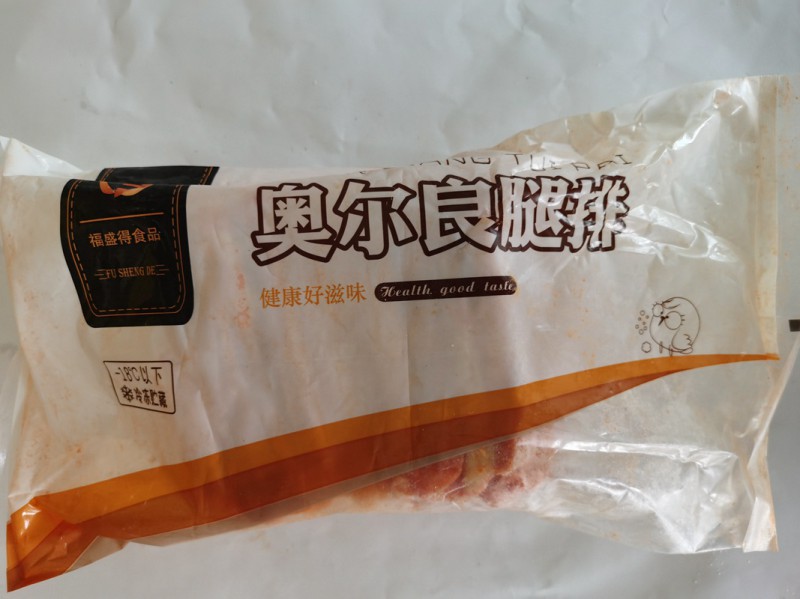 奥尔良腿排
福盛得食品
FU SHENG DE
健康好滋味 Health good taste
-18℃以下
冷冻贮藏